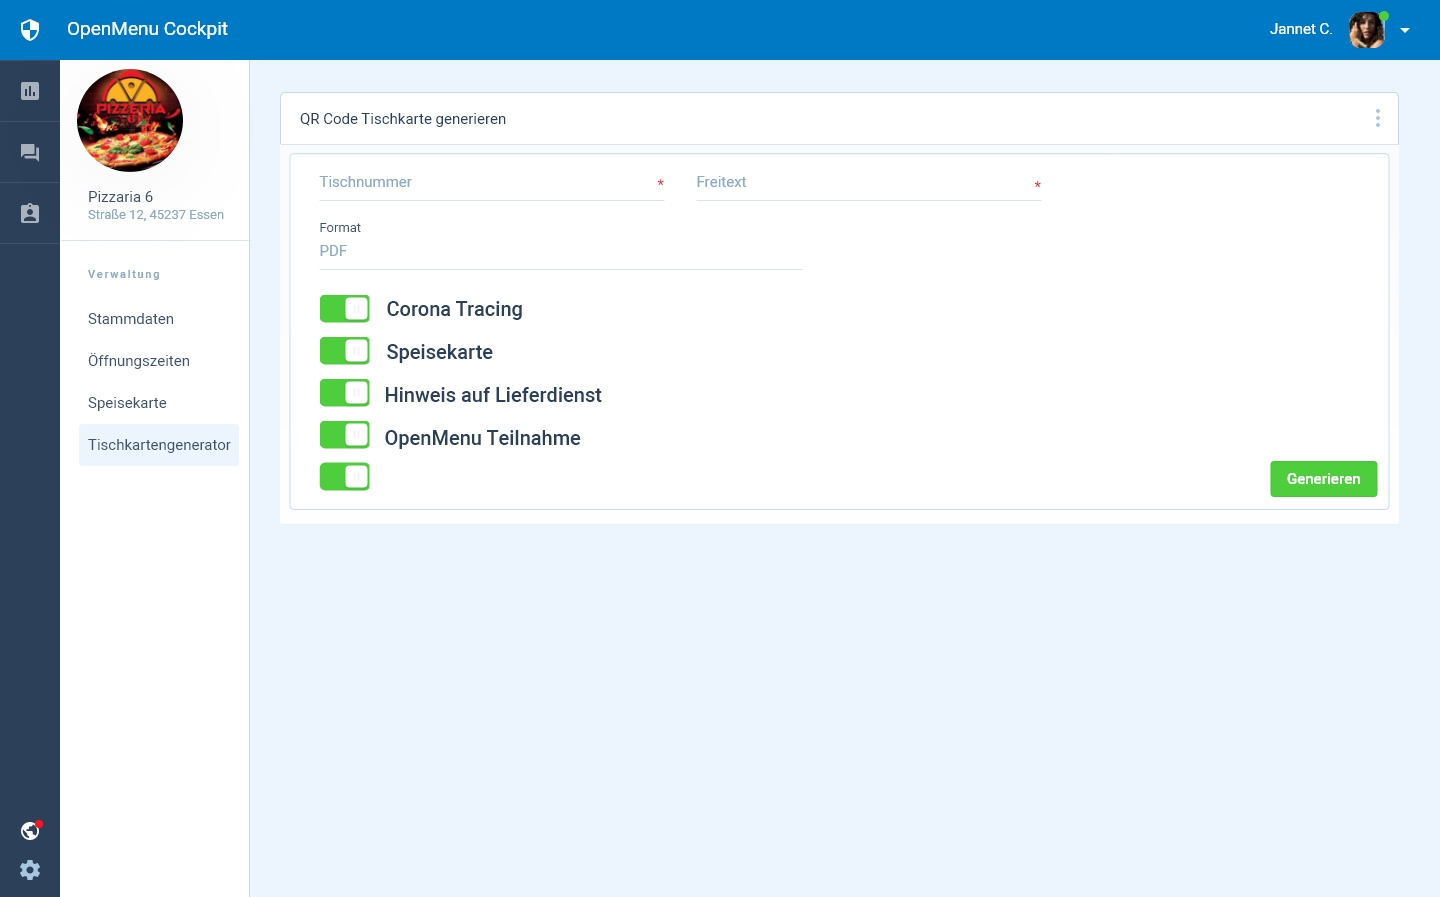 OpenMenu Cockpit
Jannet C.
PIZZERIA
Pizzaria 6
Straße 12, 45237 Essen
Verwaltung
Stammdaten
Öffnungszeiten
Speisekarte
Tischkartengenerator
QR Code Tischkarte generieren
Tischnummer *
Freitext *
Format
PDF
Corona Tracing
Speisekarte
Hinweis auf Lieferdienst
OpenMenu Teilnahme
Generieren